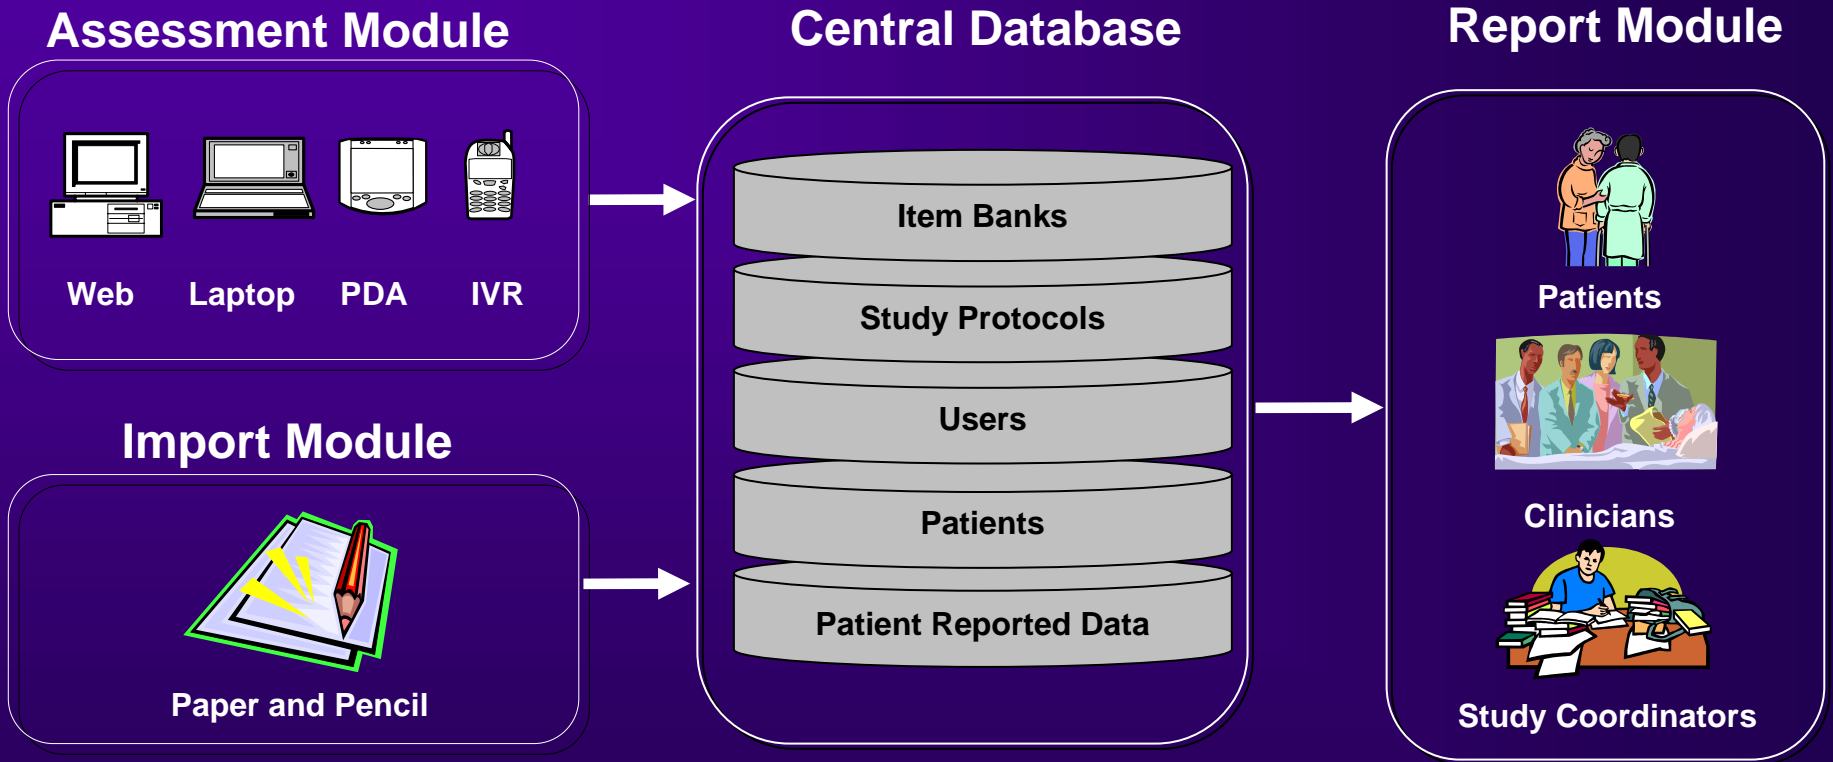 Assessment Module
Web
Laptop
PDA
IVR
Import Module
Paper and Pencil
Central Database
Item Banks
Study Protocols
Users
Patients
Patient Reported Data
Report Module
Patients
Clinicians
Study Coordinators